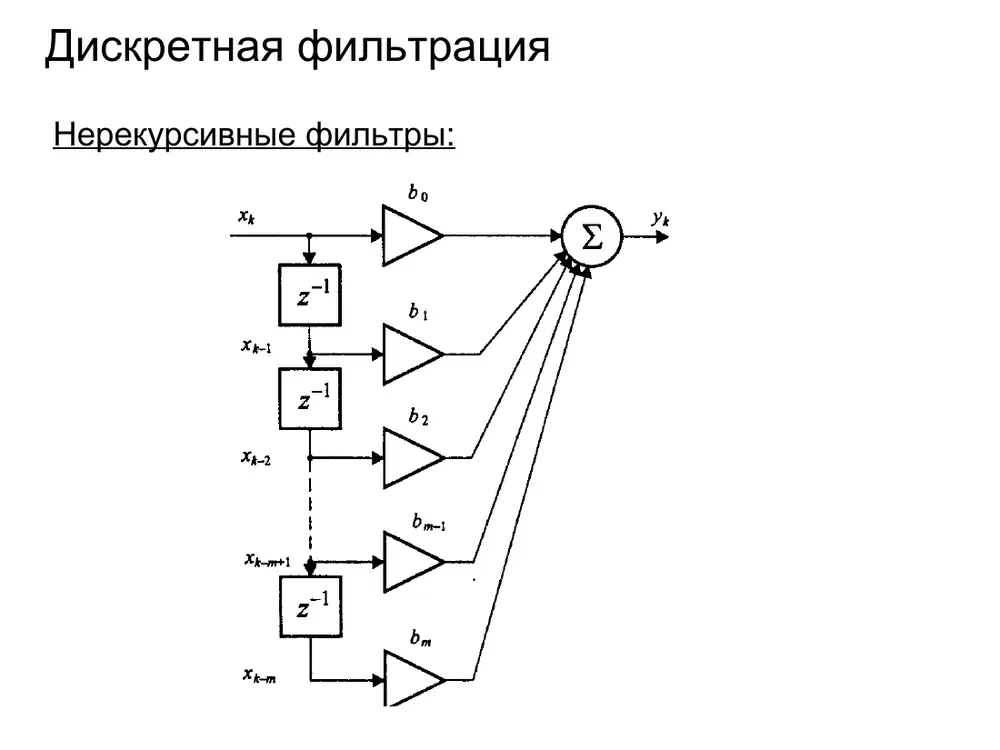 Дискретная фильтрация
Нерекурсивные фильтры:
b0
xk
Σ
yk
z⁻¹
b1
xk–1
z⁻¹
b2
xk–2
bm–1
xk–m+1
z⁻¹
bm
xk–m